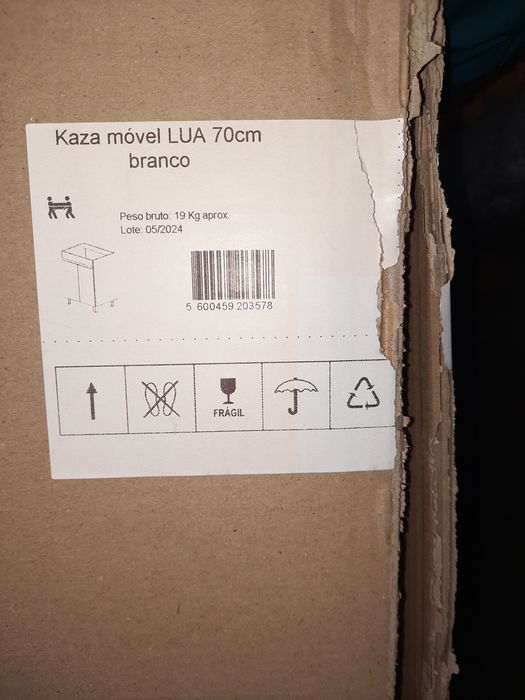 Kaza móvel LUA 70cm
branco
Peso bruto: 19 Kg aprox.
Lote: 05/2024
5 600459 203578
FRÁGIL